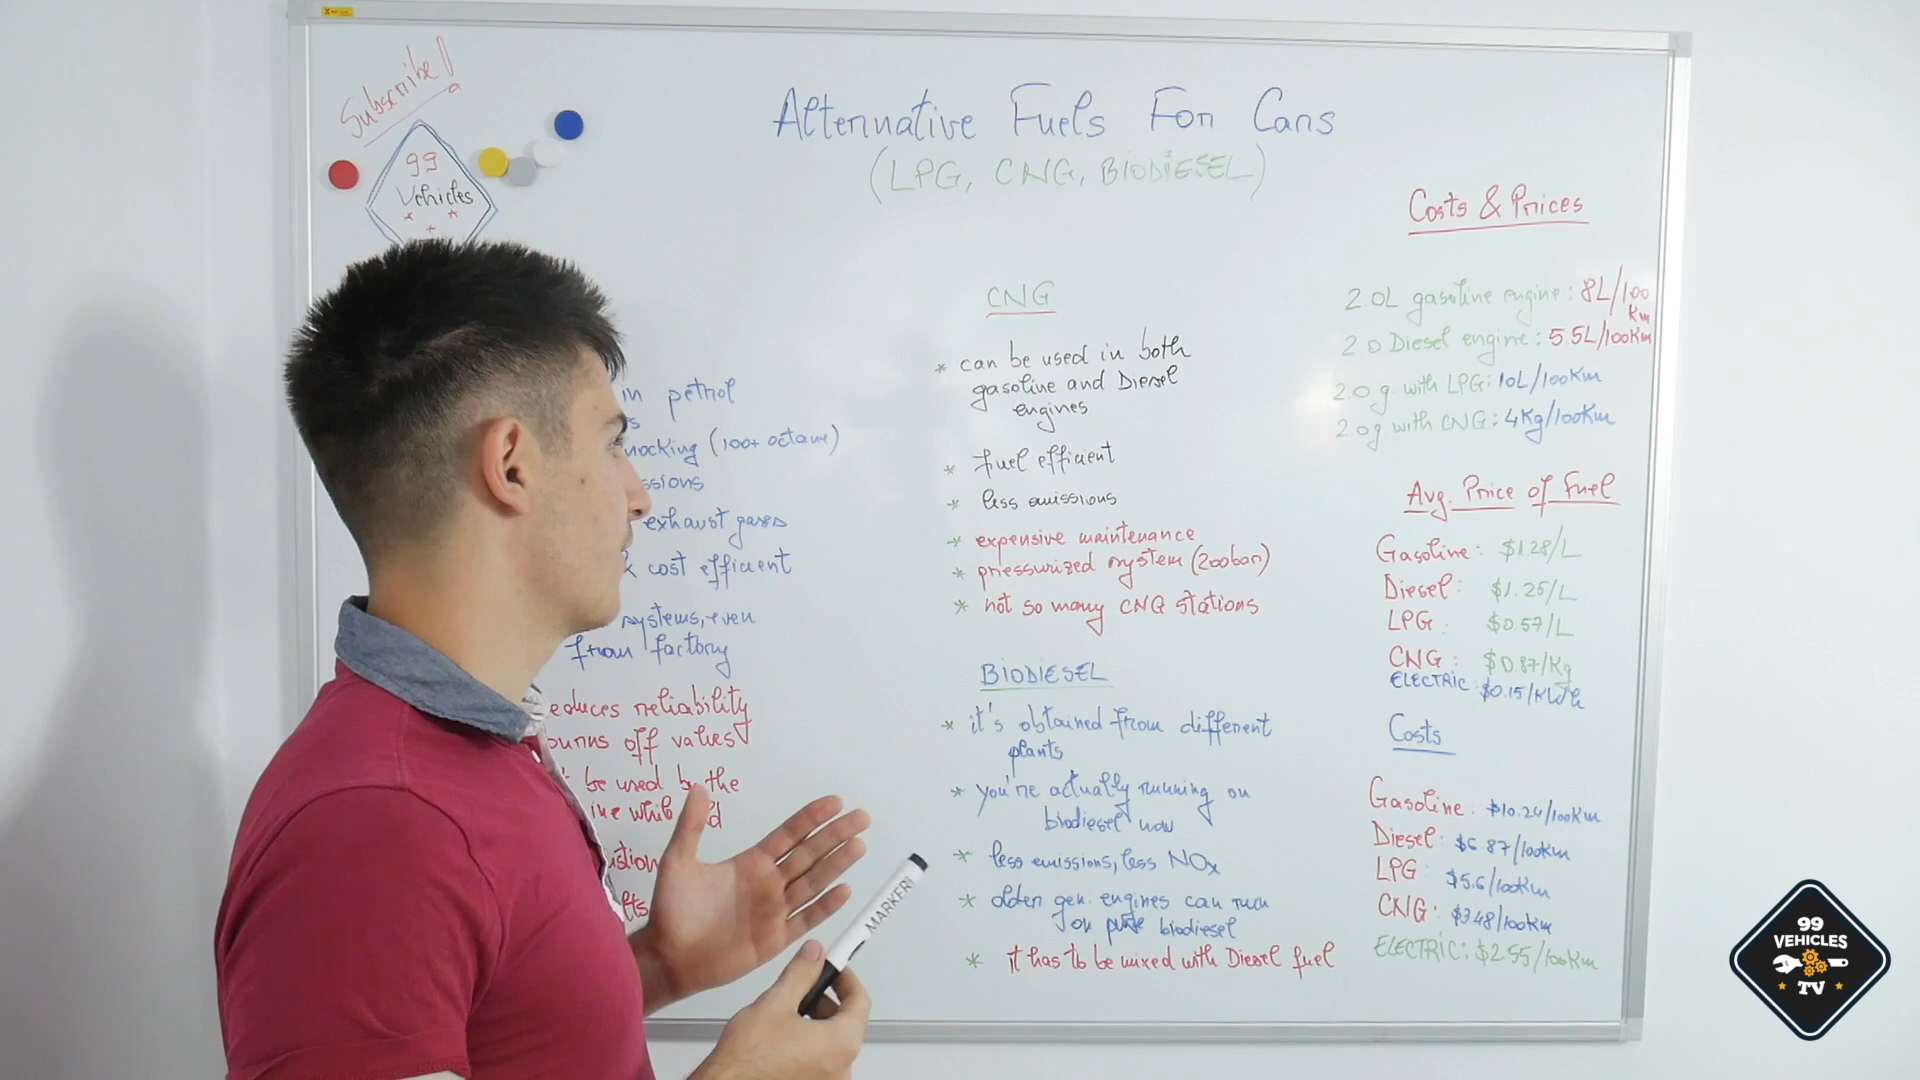 Subscribe!
99
Vehicles
Alternative Fuels For Cars
(LPG, CNG, BIODIESEL)
in petrol
(100+ octane)
exhaust gases
cost efficient
systems, even
from factory
reliability
off valves
be used by the
CNG
* can be used in both
gasoline and Diesel
engines
* fuel efficient
* less emissions
* expensive maintenance
* pressurized system (200bar)
* not so many CNG stations
BIODIESEL
* it's obtained from different
plants
* you're actually running on
biodiesel now
* less emissions, less NOx
* older gen. engines can run
on pure biodiesel
* it has to be mixed with Diesel fuel
Costs & Prices
2.0L gasoline engine: 8L/100
Km
2.0 Diesel engine: 5.5L/100Km
2.0 g. with LPG: 10L/100Km
2.0g with CNG: 4Kg/100Km
Avg. Price of Fuel
Gasoline: $1.28/L
Diesel: $1.25/L
LPG: $0.57/L
CNG: $0.87/Kg
ELECTRIC: $0.15/KWh
Costs
Gasoline: $10.24/100Km
Diesel: $6.87/100Km
LPG: $5.6/100Km
CNG: $3.48/100Km
ELECTRIC: $2.55/100Km
MARKER
99
VEHICLES
TV